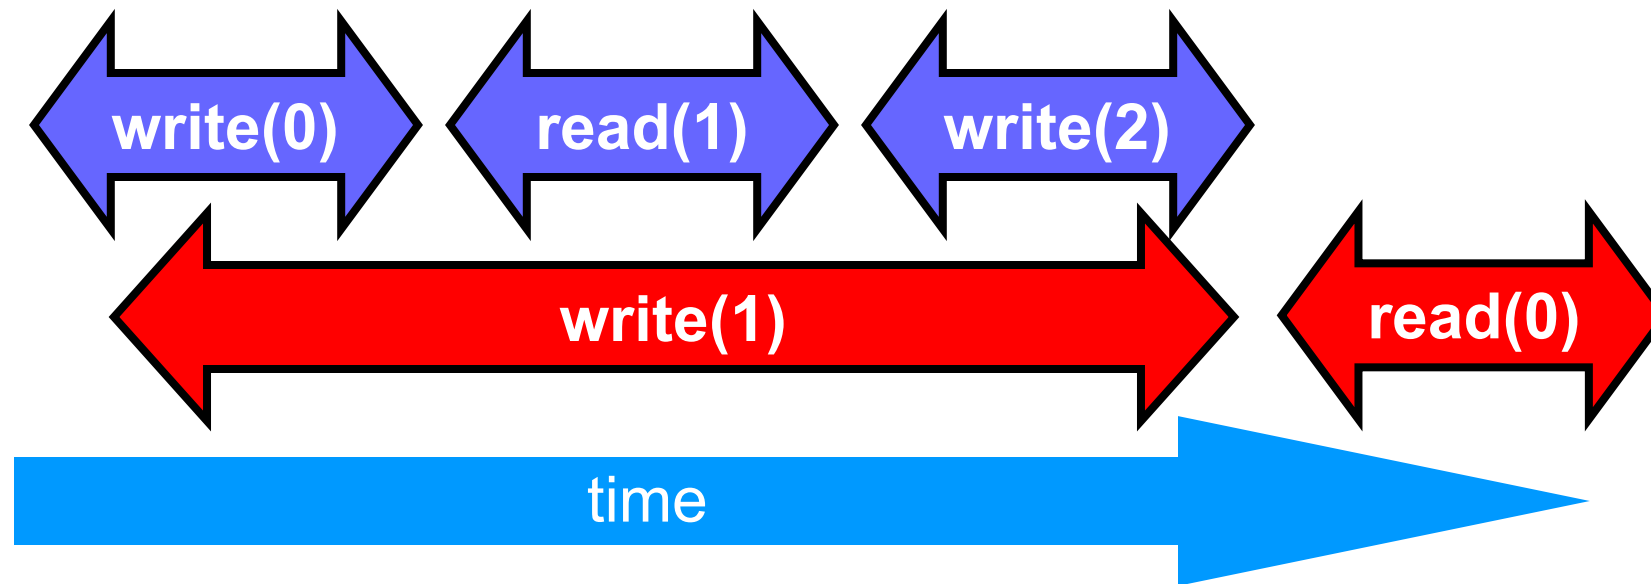 write(0)
read(1)
write(2)
write(1)
read(0)
time